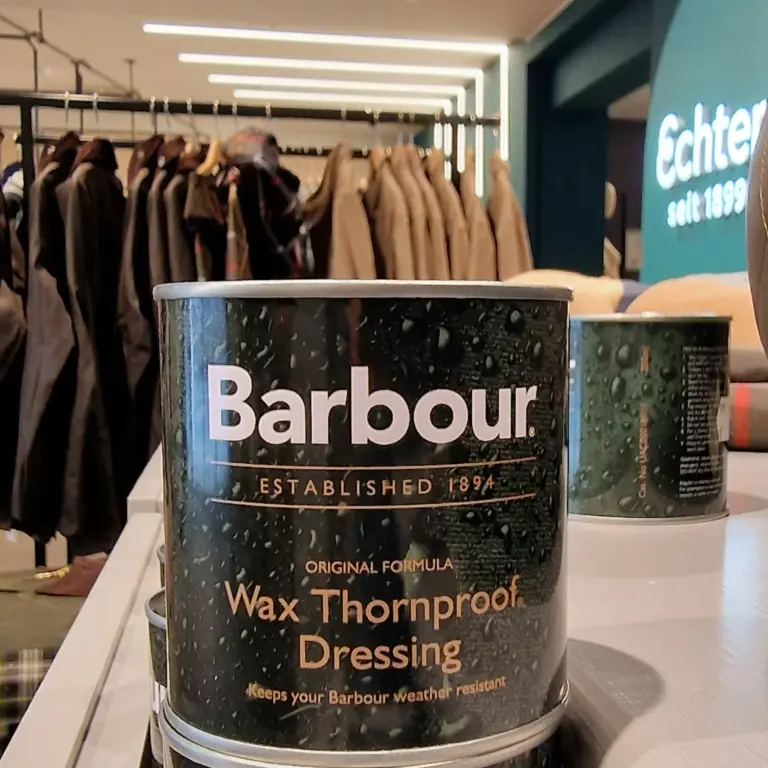 Barbour
ESTABLISHED 1894
ORIGINAL FORMULA
Wax Thornproof
Dressing
Keeps your Barbour weather resistant
Echter
seit 1899